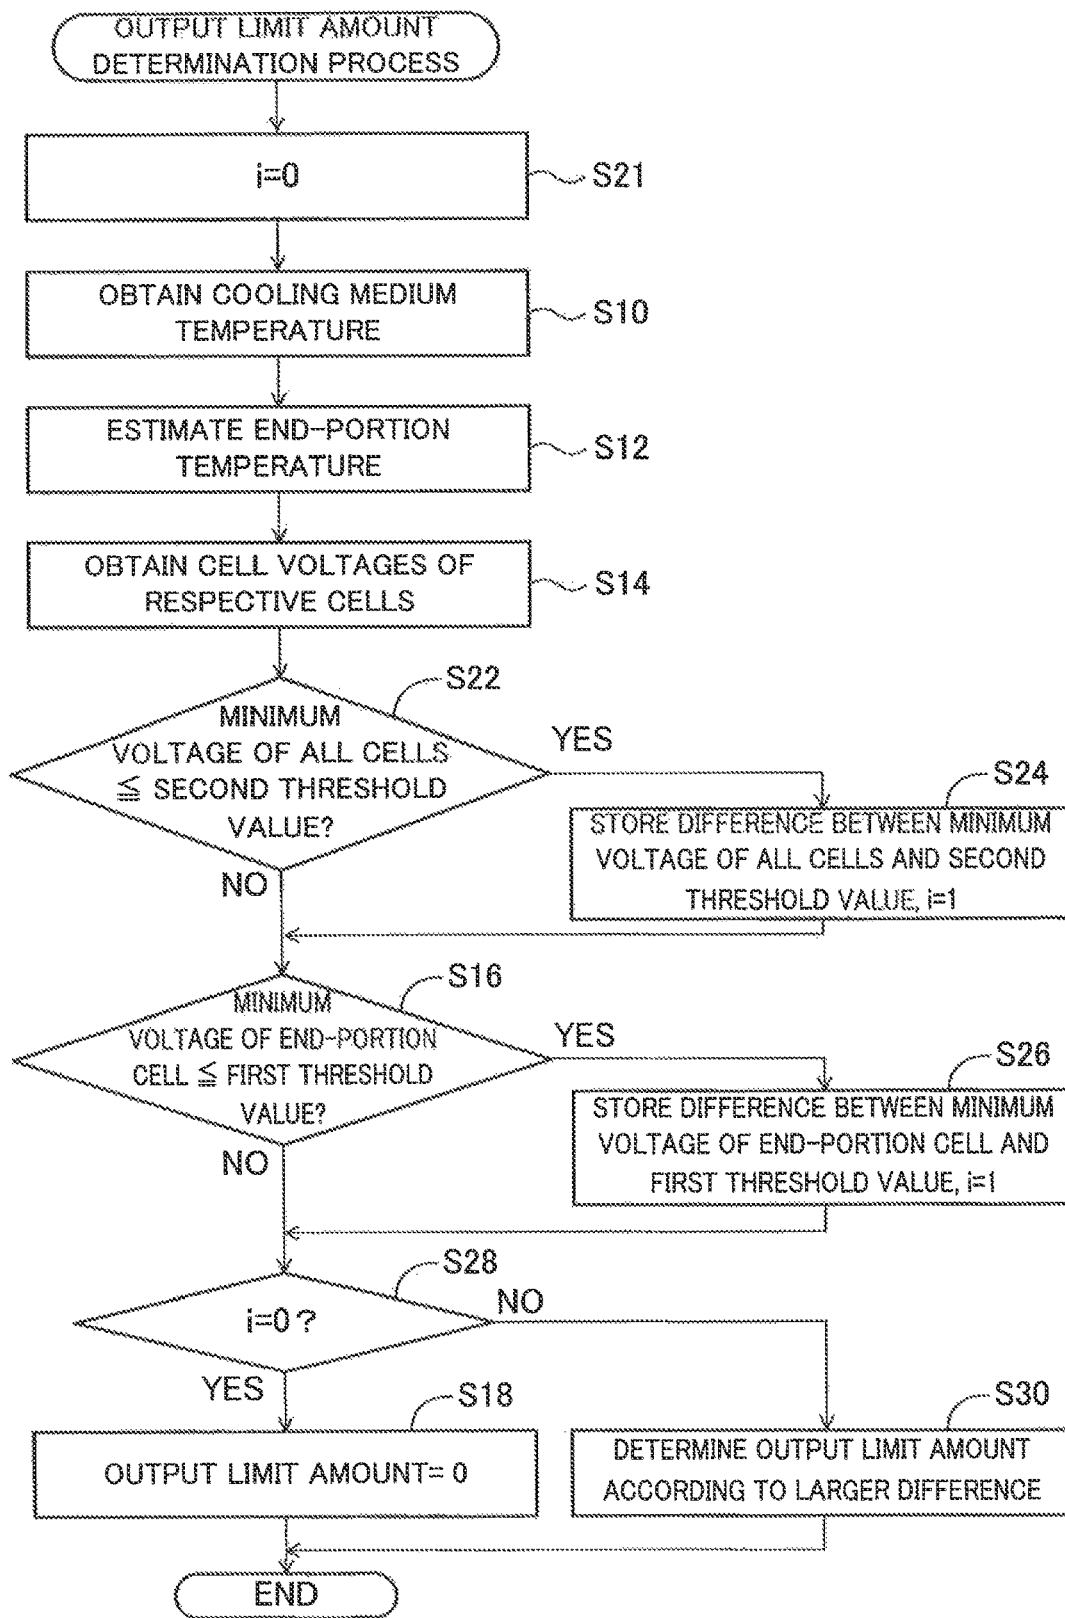 OUTPUT LIMIT AMOUNT
DETERMINATION PROCESS
i=0
S21
OBTAIN COOLING MEDIUM
TEMPERATURE
S10
ESTIMATE END-PORTION
TEMPERATURE
S12
OBTAIN CELL VOLTAGES OF
RESPECTIVE CELLS
S14
S22
MINIMUM
VOLTAGE OF ALL CELLS
≦ SECOND THRESHOLD
VALUE?
YES
NO
S24
STORE DIFFERENCE BETWEEN MINIMUM
VOLTAGE OF ALL CELLS AND SECOND
THRESHOLD VALUE, i=1
S16
MINIMUM
VOLTAGE OF END-PORTION
CELL ≦ FIRST THRESHOLD
VALUE?
YES
NO
S26
STORE DIFFERENCE BETWEEN MINIMUM
VOLTAGE OF END-PORTION CELL AND
FIRST THRESHOLD VALUE, i=1
S28
i=0?
NO
YES
S18
OUTPUT LIMIT AMOUNT= 0
S30
DETERMINE OUTPUT LIMIT AMOUNT
ACCORDING TO LARGER DIFFERENCE
END